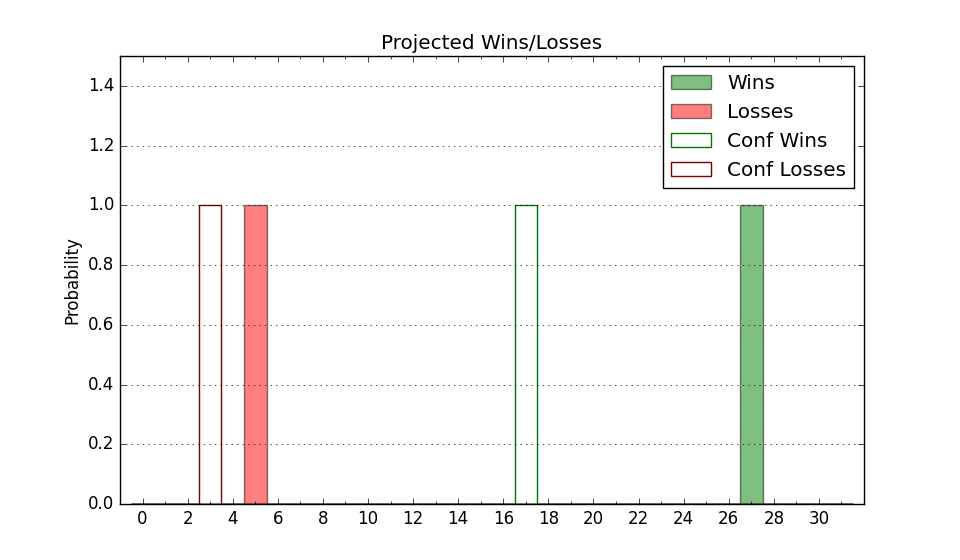 Projected Wins/Losses
1.4
1.2
1.0
0.8
0.6
0.4
0.2
0.0
Probability
Wins
Losses
Conf Wins
Conf Losses
0 2 4 6 8 10 12 14 16 18 20 22 24 26 28 30